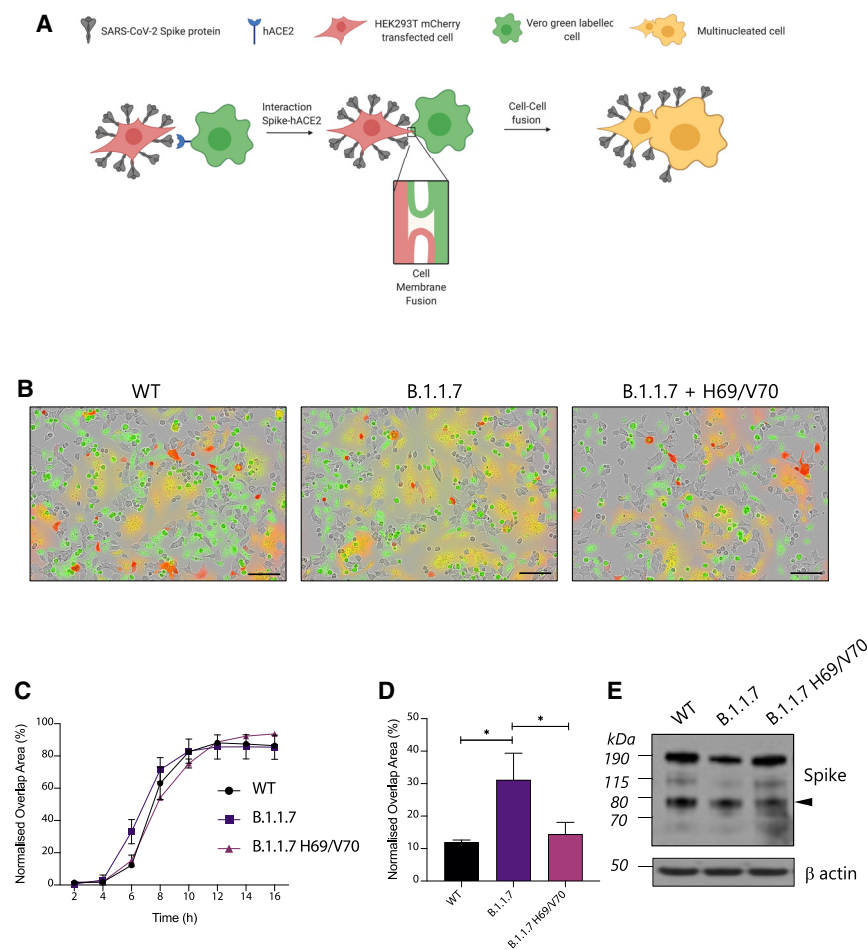 A
SARS-CoV-2 Spike protein
hACE2
HEK293T mCherry
transfected cell
Vero green labelled
cell
Multinucleated cell
Interaction
Spike-hACE2
Cell-Cell
fusion
Cell
Membrane
Fusion
B
WT
B.1.1.7
B.1.1.7 + H69/V70
C
Normalised Overlap Area (%)
100
80
60
40
20
0
2 4 6 8 10 12 14 16
Time (h)
WT
B.1.1.7
B.1.1.7 H69/V70
D
Normalised Overlap Area (%)
50
40
30
20
10
0
* *
WT
B.1.1.7
B.1.1.7 H69/V70
E
WT
B.1.1.7
B.1.1.7 H69/V70
kDa
190
115
80
70
50
Spike
β actin